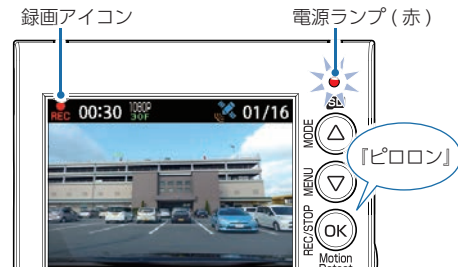 録画アイコン
電源ランプ ( 赤 )
REC 00:30 1080P 30F 01/16
MODE
『ピロロン』
MENU
REC/STOP
OK
Motion